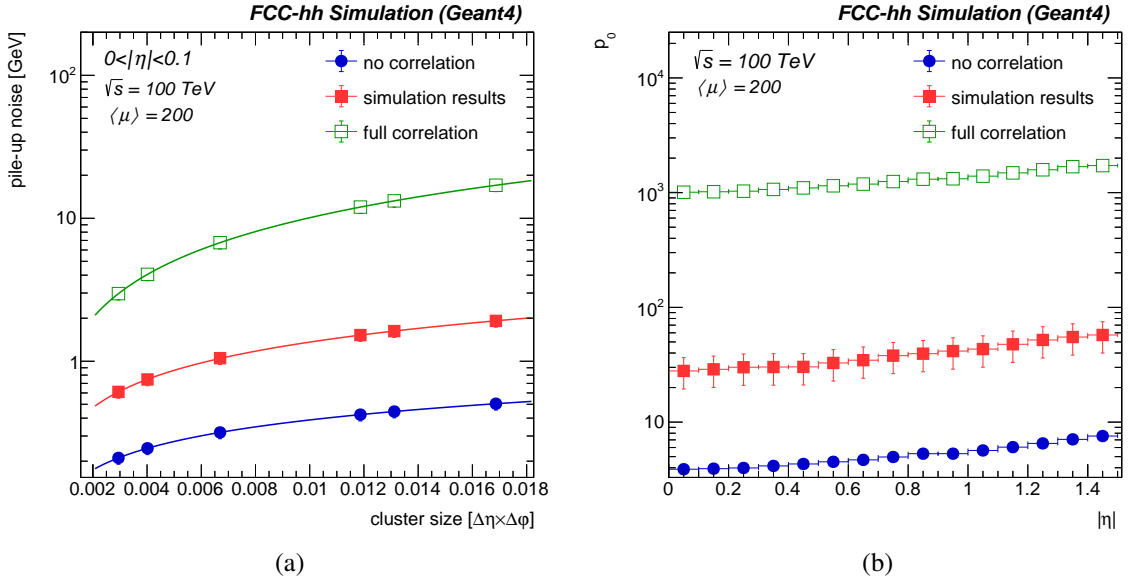 FCC-hh Simulation (Geant4)
pile-up noise [GeV]
0<|η|<0.1
√s = 100 TeV
⟨μ⟩ = 200
no correlation
simulation results
full correlation
10²
10
1
0.002 0.004 0.006 0.008 0.01 0.012 0.014 0.016 0.018
cluster size [Δη×Δφ]
(a)
FCC-hh Simulation (Geant4)
p₀
√s = 100 TeV
⟨μ⟩ = 200
no correlation
simulation results
full correlation
10⁴
10³
10²
10
0 0.2 0.4 0.6 0.8 1 1.2 1.4
|η|
(b)